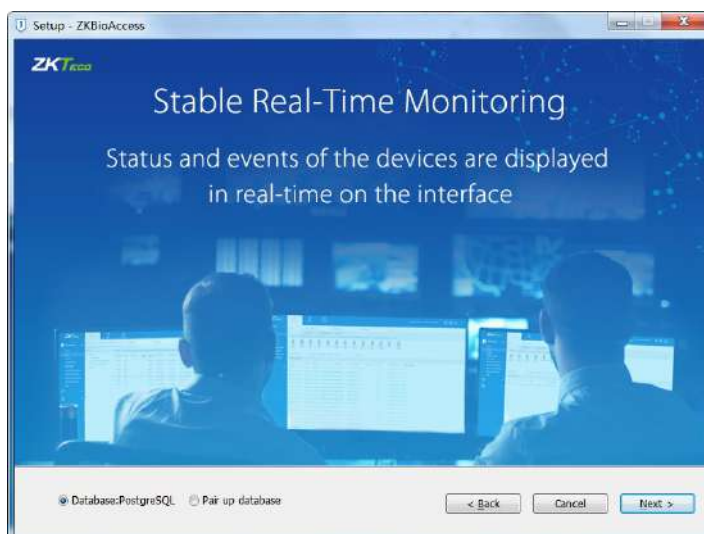 Setup - ZKBioAccess
ZKTeco
Stable Real-Time Monitoring
Status and events of the devices are displayed
in real-time on the interface
Database:PostgreSQL Pair up database < Back Cancel Next >